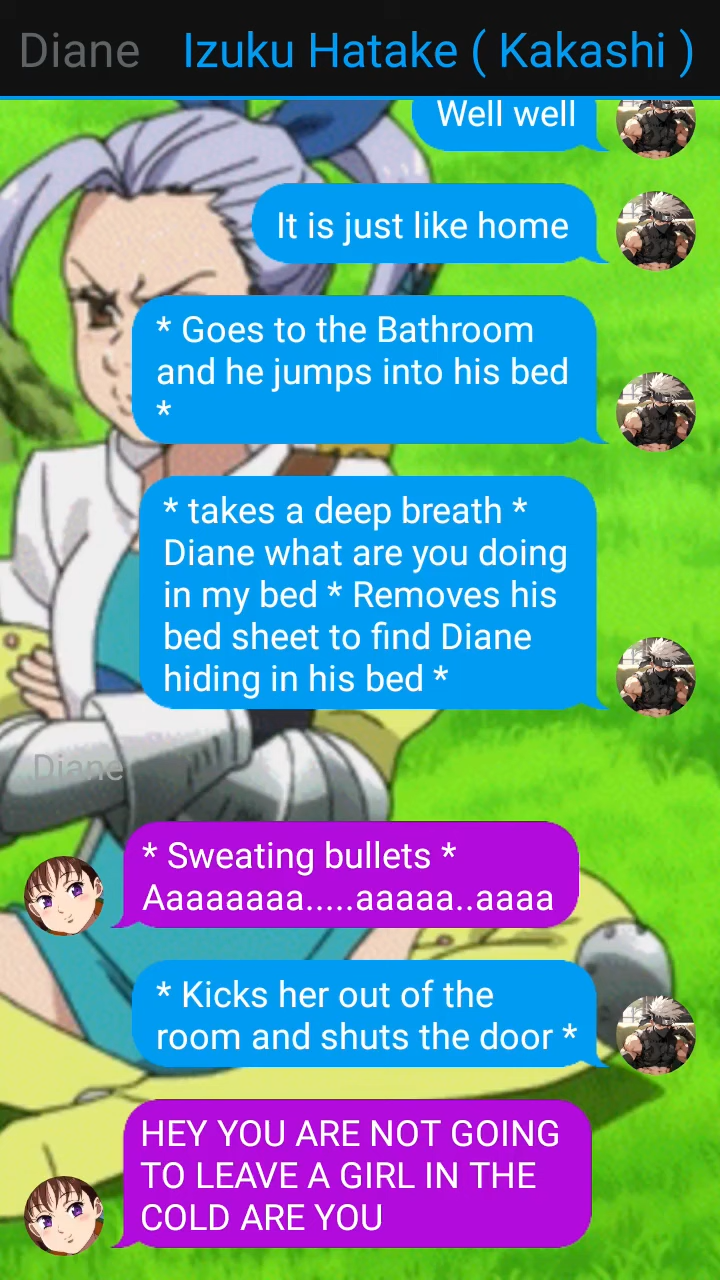 Diane Izuku Hatake ( Kakashi )
Well well
It is just like home
* Goes to the Bathroom
and he jumps into his bed
*
* takes a deep breath *
Diane what are you doing
in my bed * Removes his
bed sheet to find Diane
hiding in his bed *
Diane
* Sweating bullets *
Aaaaaaaa.....aaaaa..aaaa
* Kicks her out of the
room and shuts the door *
HEY YOU ARE NOT GOING
TO LEAVE A GIRL IN THE
COLD ARE YOU